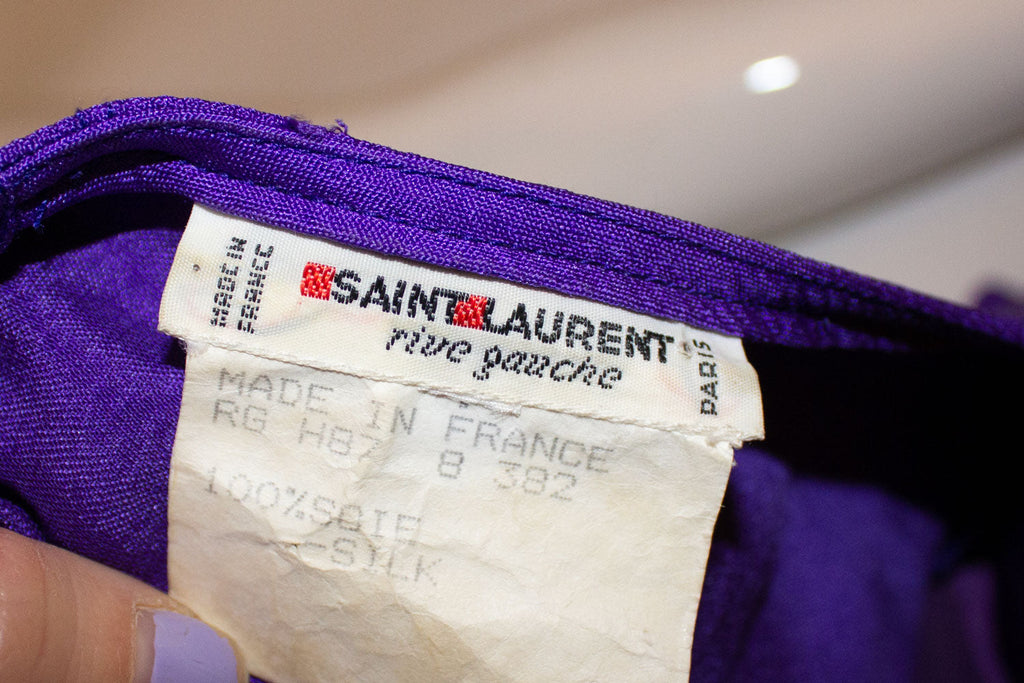 MADE IN
FRANCE
SAINT LAURENT
rive gauche
PARIS
MADE IN FRANCE
RG H87 8 382
100%SOIE
-SILK